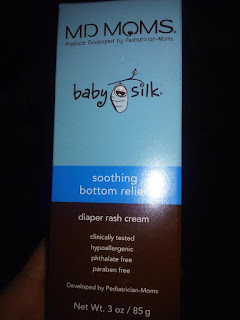 MD MOMS.
Products Developed by Pediatrician-Moms
baby silk®
soothing
bottom relief
diaper rash cream
clinically tested
hypoallergenic
phthalate free
paraben free
Developed by Pediatrician-Moms
Net Wt. 3 oz / 85 g